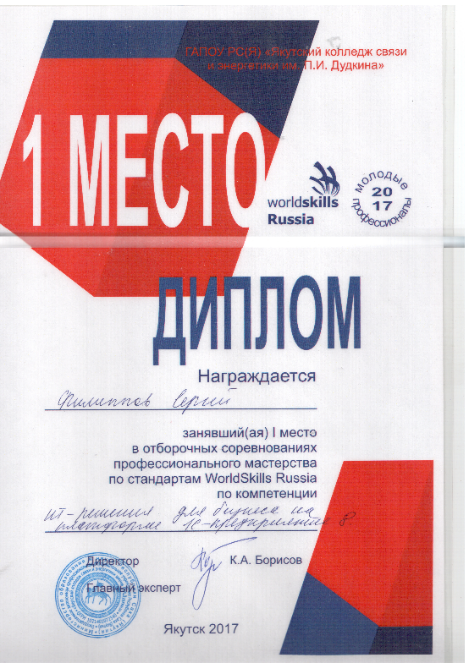 ГАПОУ РС(Я) «Якутский колледж связи
и энергетики им. П.И. Дудкина»
1 МЕСТО
worldskills
Russia
МОЛОДЫЕ
20
17
ПРОФЕССИОНАЛЫ
ДИПЛОМ
Награждается
Филиппов Сергей
занявший(ая) I место
в отборочных соревнованиях
профессионального мастерства
по стандартам WorldSkills Russia
по компетенции
ит-решения для бизнеса на
платформе 1С-предприятие 8
Директор
К.А. Борисов
Главный эксперт
Якутск 2017